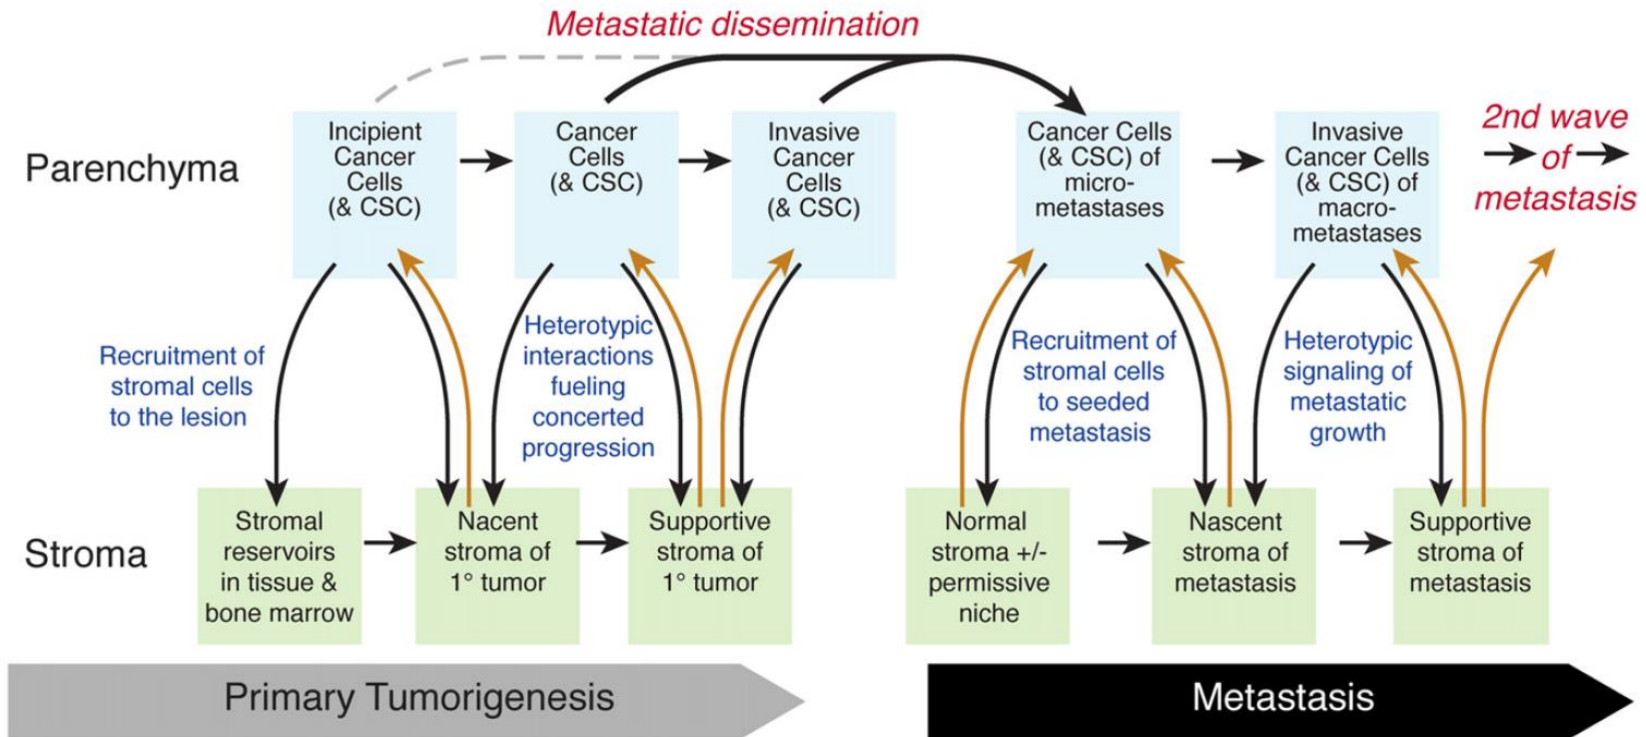 Metastatic dissemination
Parenchyma
Incipient
Cancer
Cells
(& CSC)
Cancer
Cells
(& CSC)
Invasive
Cancer
Cells
(& CSC)
Cancer Cells
(& CSC) of
micro-
metastases
Invasive
Cancer Cells
(& CSC) of
macro-
metastases
2nd wave
of
metastasis
Recruitment of
stromal cells
to the lesion
Heterotypic
interactions
fueling
concerted
progression
Recruitment of
stromal cells
to seeded
metastasis
Heterotypic
signaling of
metastatic
growth
Stroma
Stromal
reservoirs
in tissue &
bone marrow
Nacent
stroma of
1° tumor
Supportive
stroma of
1° tumor
Normal
stroma +/-
permissive
niche
Nascent
stroma of
metastasis
Supportive
stroma of
metastasis
Primary Tumorigenesis
Metastasis